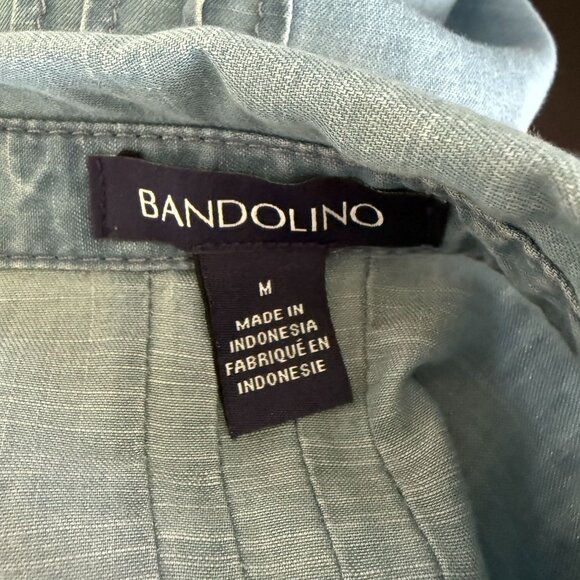 BANDOLINO
M
MADE IN
INDONESIA
FABRIQUÉ EN
INDONESIE